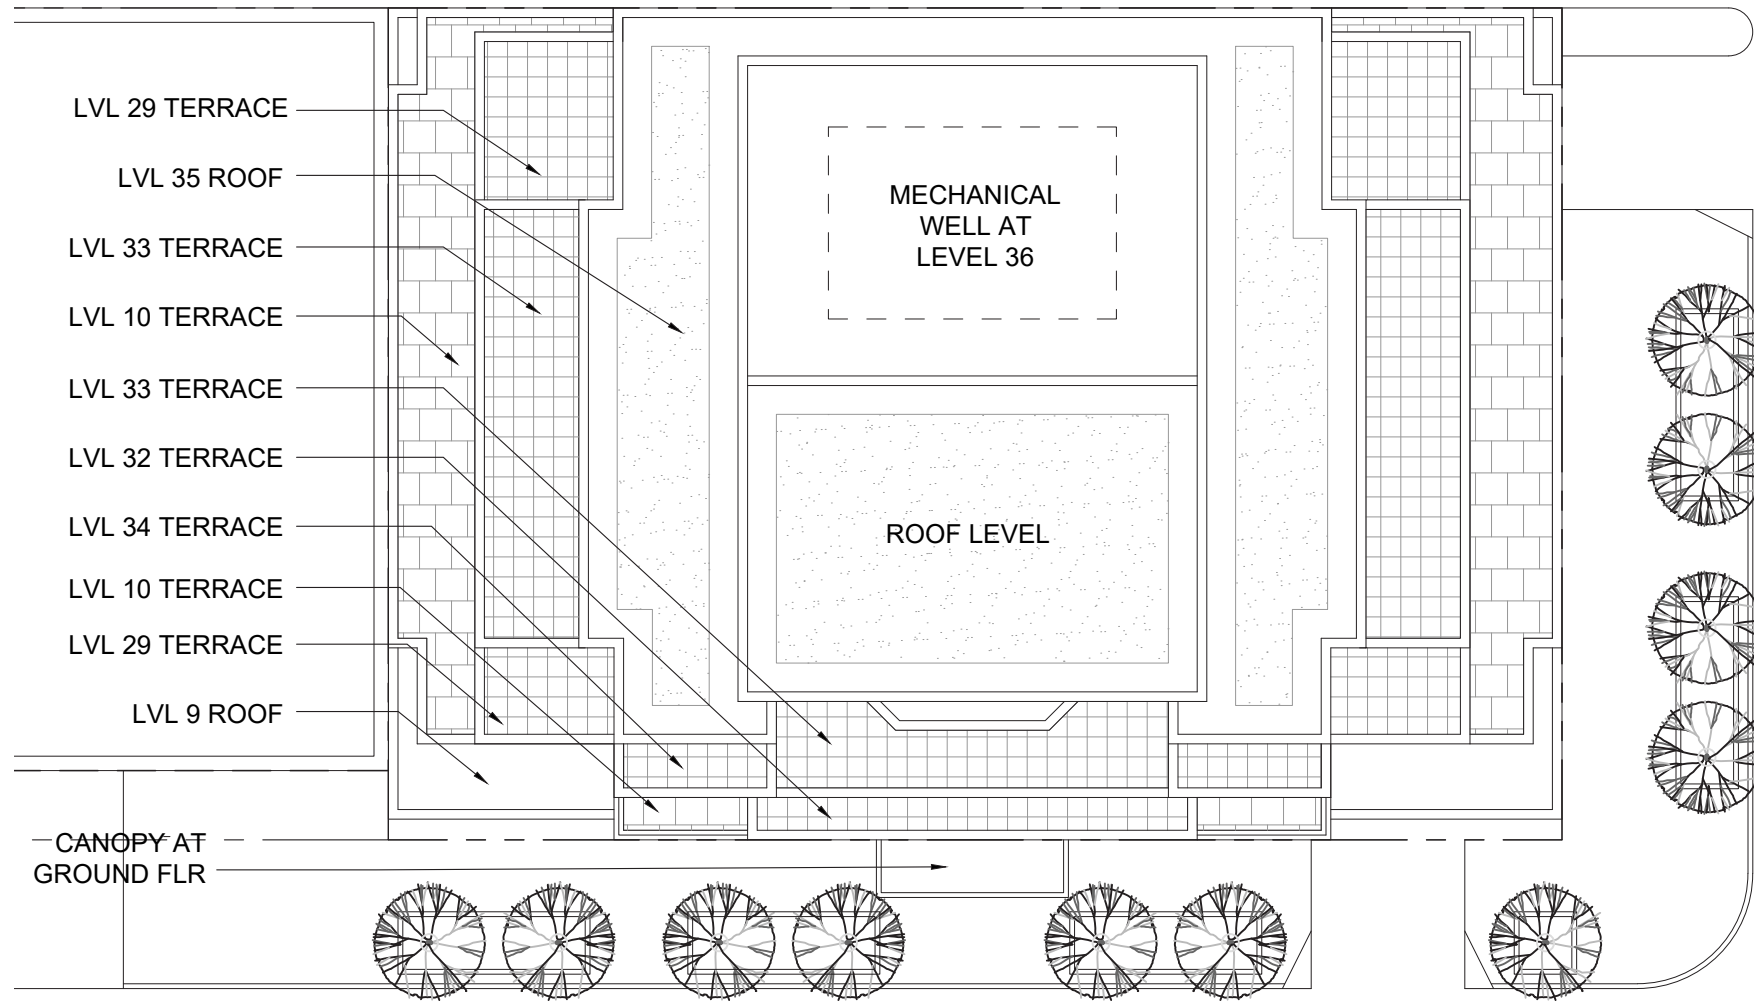 LVL 29 TERRACE
LVL 35 ROOF
LVL 33 TERRACE
LVL 10 TERRACE
LVL 33 TERRACE
LVL 32 TERRACE
LVL 34 TERRACE
LVL 10 TERRACE
LVL 29 TERRACE
LVL 9 ROOF
CANOPY AT
GROUND FLR
MECHANICAL
WELL AT
LEVEL 36
ROOF LEVEL